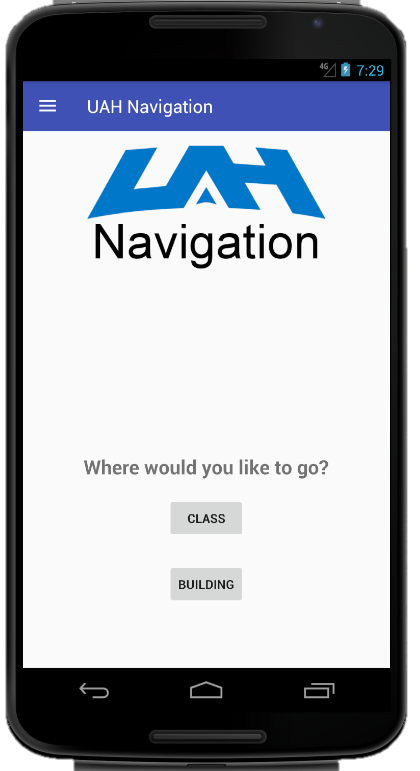 4G 7:29
UAH Navigation
UAH
Navigation
Where would you like to go?
CLASS
BUILDING